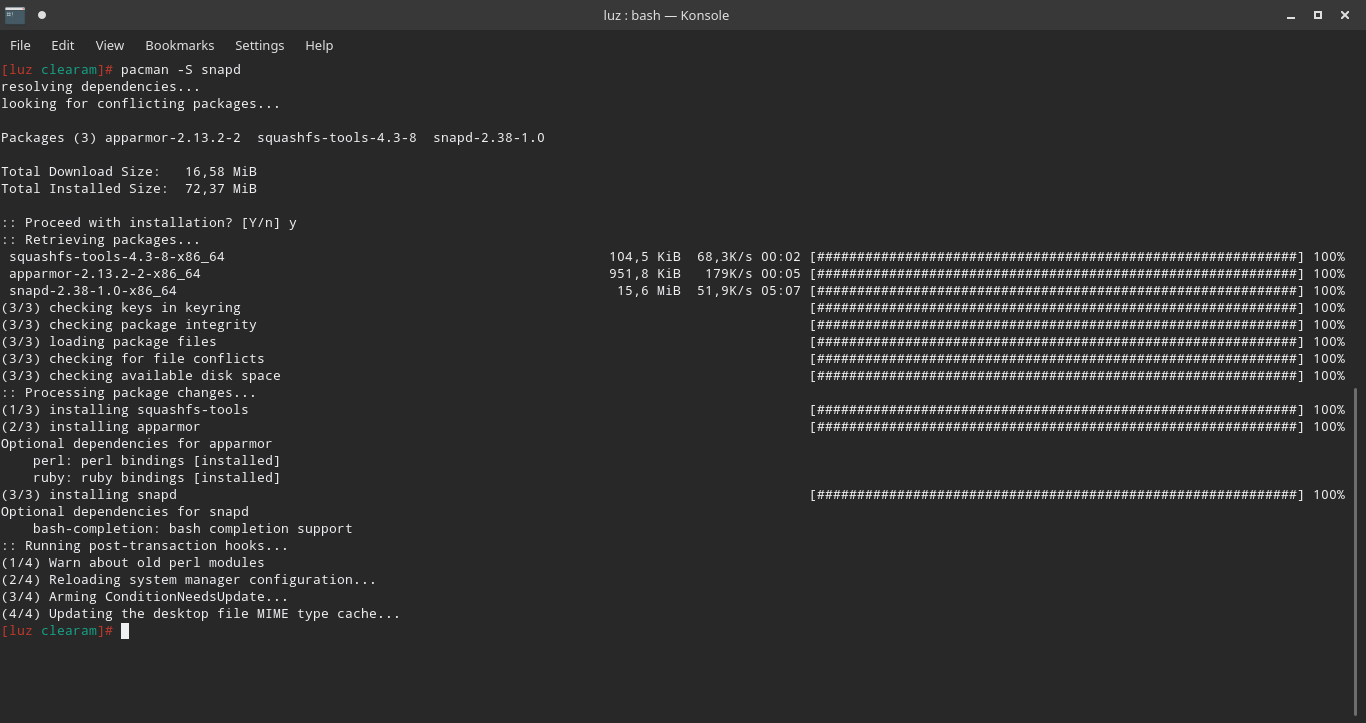 luz : bash — Konsole
File Edit View Bookmarks Settings Help
[luz clearam]# pacman -S snapd
resolving dependencies...
looking for conflicting packages...
Packages (3) apparmor-2.13.2-2  squashfs-tools-4.3-8  snapd-2.38-1.0
Total Download Size:   16,58 MiB
Total Installed Size:  72,37 MiB
:: Proceed with installation? [Y/n] y
:: Retrieving packages...
squashfs-tools-4.3-8-x86_64 104,5 KiB 68,3K/s 00:02 [############################################################] 100%
apparmor-2.13.2-2-x86_64 951,8 KiB 179K/s 00:05 [############################################################] 100%
snapd-2.38-1.0-x86_64 15,6 MiB 51,9K/s 05:07 [############################################################] 100%
(3/3) checking keys in keyring [############################################################] 100%
(3/3) checking package integrity [############################################################] 100%
(3/3) loading package files [############################################################] 100%
(3/3) checking for file conflicts [############################################################] 100%
(3/3) checking available disk space [############################################################] 100%
:: Processing package changes...
(1/3) installing squashfs-tools [############################################################] 100%
(2/3) installing apparmor [############################################################] 100%
Optional dependencies for apparmor
perl: perl bindings [installed]
ruby: ruby bindings [installed]
(3/3) installing snapd [############################################################] 100%
Optional dependencies for snapd
bash-completion: bash completion support
:: Running post-transaction hooks...
(1/4) Warn about old perl modules
(2/4) Reloading system manager configuration...
(3/4) Arming ConditionNeedsUpdate...
(4/4) Updating the desktop file MIME type cache...
[luz clearam]#